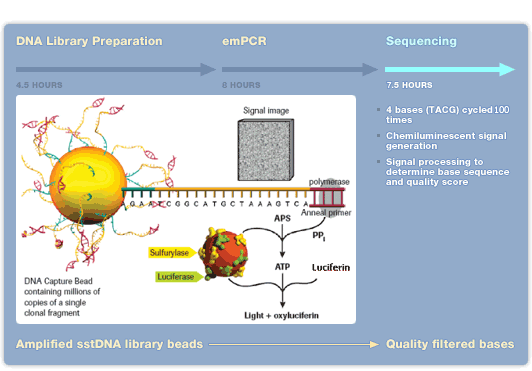 DNA Library Preparation
emPCR
Sequencing
4.5 HOURS
6 HOURS
7.5 HOURS
Signal image
• 4 bases (TACG) cycled 100
times
• Chemiluminescent signal
generation
• Signal processing to
determine base sequence
and quality score
polymerase
AGAATCGGCATGCTAAAGTCA
Anneal primer
APS
PPi
Sulfurylase
Luciferase
ATP
Luciferin
DNA Capture Bead
containing millions of
copies of a single
clonal fragment
Light + oxyluciferin
Amplified sstDNA library beads
Quality filtered bases